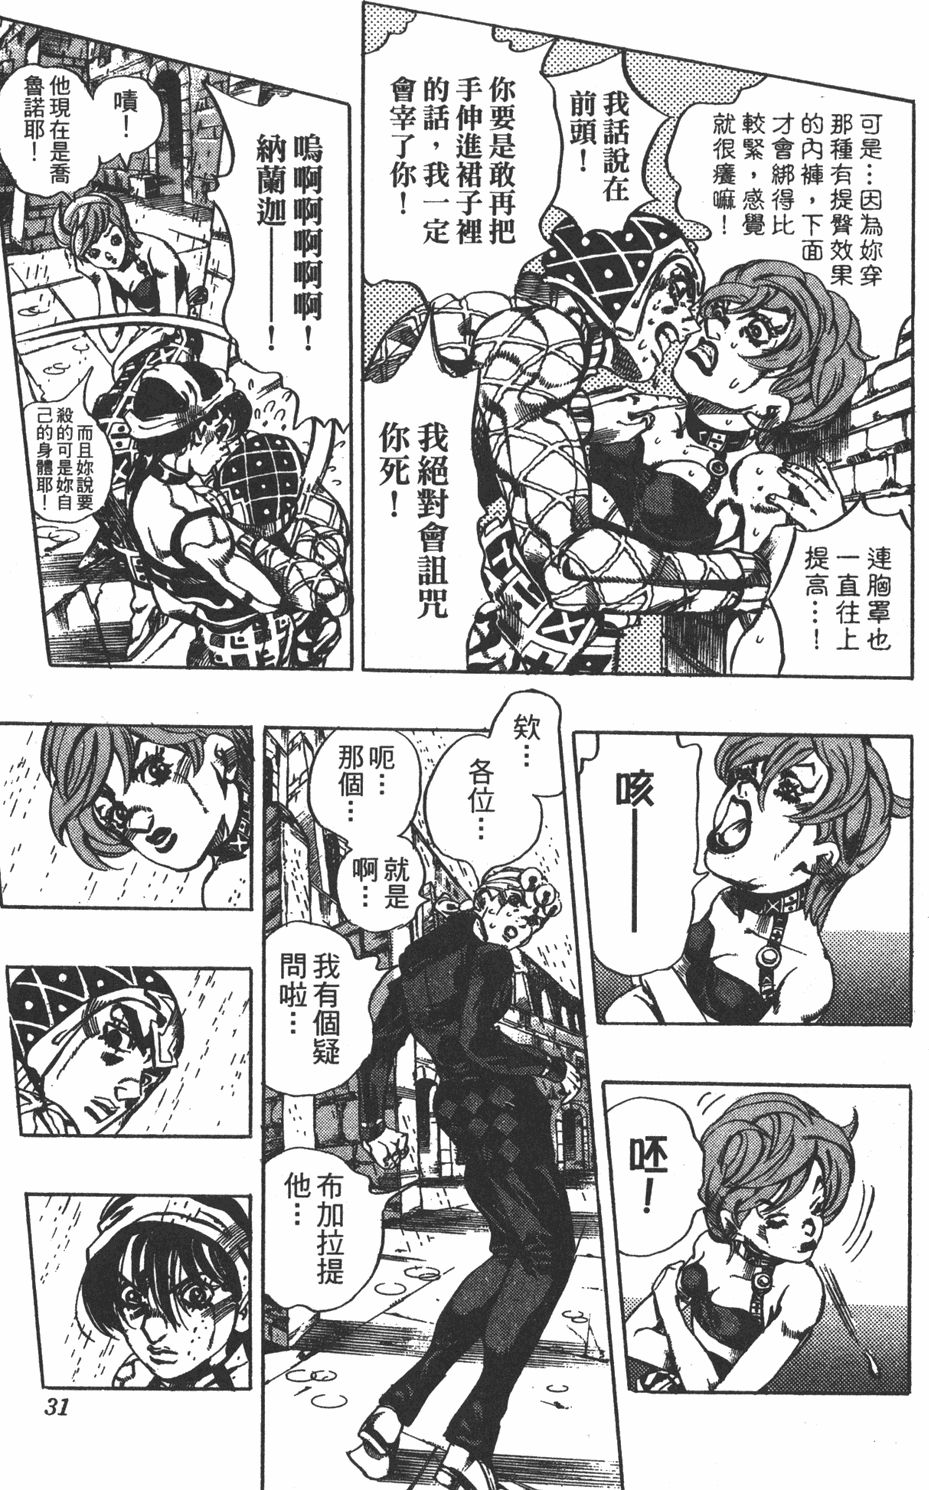 可是…因為妳穿
那種有提臀效果
的內褲，下面
才會綁得比
較緊，感覺
就很癢嘛！
我話說在
前頭！
你要是敢再把
手伸進裙子裡
的話，我一定
會宰了你！
連胸罩也
一直往上
提高…！
我絕對會詛咒
你死！
嗚啊啊啊啊啊！
納蘭迦——！
嘖！
他現在是喬
魯諾耶！
而且妳說要
殺的可是妳自
己的身體耶！
咳——
呸！
欸…
各位…
呃…
那個…
就是
啊…
我有個疑
問啦…
布加拉提
他…
31